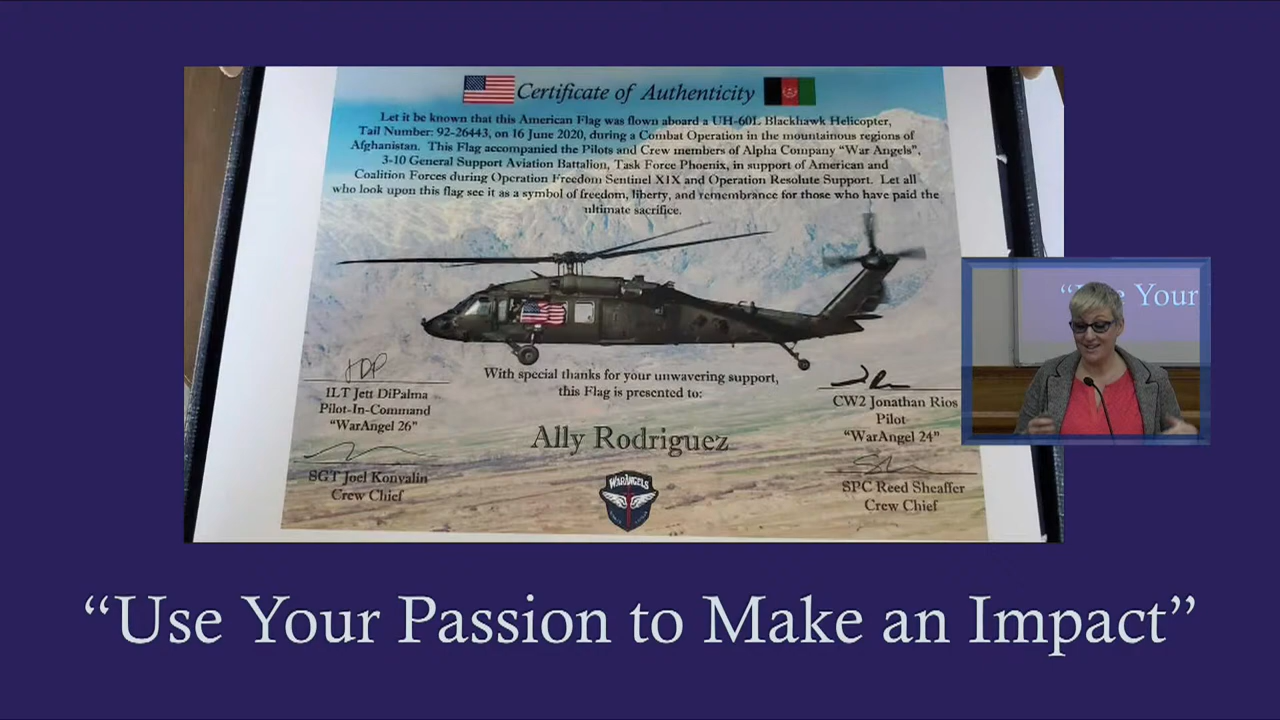 Certificate of Authenticity
Let it be known that this American Flag was flown aboard a UH-60L Blackhawk Helicopter,
Tail Number: 92-26443, on 16 June 2020, during a Combat Operation in the mountainous regions of
Afghanistan. This Flag accompanied the Pilots and Crew members of Alpha Company “War Angels”,
3-10 General Support Aviation Battalion, Task Force Phoenix, in support of American and
Coalition Forces during Operation Freedom Sentinel XIX and Operation Resolute Support. Let all
who look upon this flag see it as a symbol of freedom, liberty, and remembrance for those who have paid the
ultimate sacrifice.
With special thanks for your unwavering support,
this Flag is presented to:
Ally Rodriguez
1LT Jett DiPalma
Pilot-In-Command
“WarAngel 26”
SGT Joel Konvalin
Crew Chief
CW2 Jonathan Rios
Pilot
“WarAngel 24”
SPC Reed Sheaffer
Crew Chief
WARANGELS
Your
“Use Your Passion to Make an Impact”